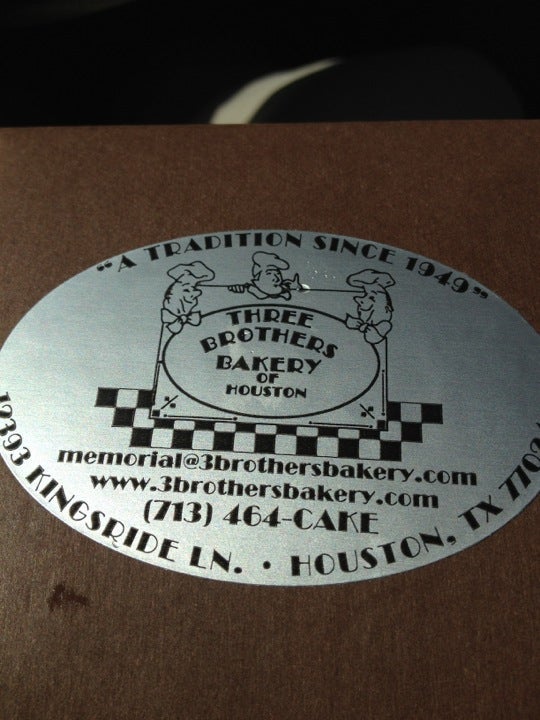 "A TRADITION SINCE 1949"
THREE
BROTHERS
BAKERY
OF
HOUSTON
memorial@3brothersbakery.com
www.3brothersbakery.com
(713) 464-CAKE
12393 KINGSRIDE LN. • HOUSTON, TX